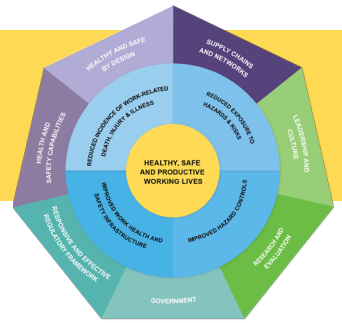 HEALTHY AND SAFE
BY DESIGN
SUPPLY CHAINS
AND NETWORKS
LEADERSHIP AND
CULTURE
RESEARCH AND
EVALUATION
GOVERNMENT
RESPONSIVE AND EFFECTIVE
REGULATORY FRAMEWORK
HEALTH AND
SAFETY CAPABILITIES
REDUCED INCIDENCE OF WORK-RELATED
DEATH, INJURY & ILLNESS
REDUCED EXPOSURE TO
HAZARDS & RISKS
IMPROVED HAZARD CONTROLS
IMPROVED WORK HEALTH AND
SAFETY INFRASTRUCTURE
HEALTHY, SAFE
AND PRODUCTIVE
WORKING LIVES